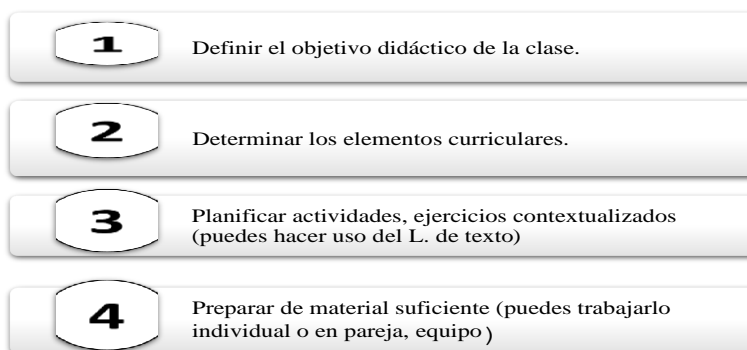 1
Definir el objetivo didáctico de la clase.
2
Determinar los elementos curriculares.
3
Planificar actividades, ejercicios contextualizados
(puedes hacer uso del L. de texto)
4
Preparar de material suficiente (puedes trabajarlo
individual o en pareja, equipo)